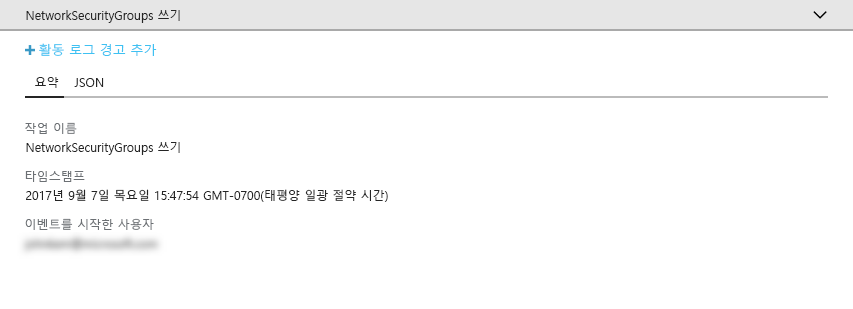 NetworkSecurityGroups 쓰기
+ 활동 로그 경고 추가
요약 JSON
작업 이름
NetworkSecurityGroups 쓰기
타임스탬프
2017년 9월 7일 목요일 15:47:54 GMT-0700(태평양 일광 절약 시간)
이벤트를 시작한 사용자